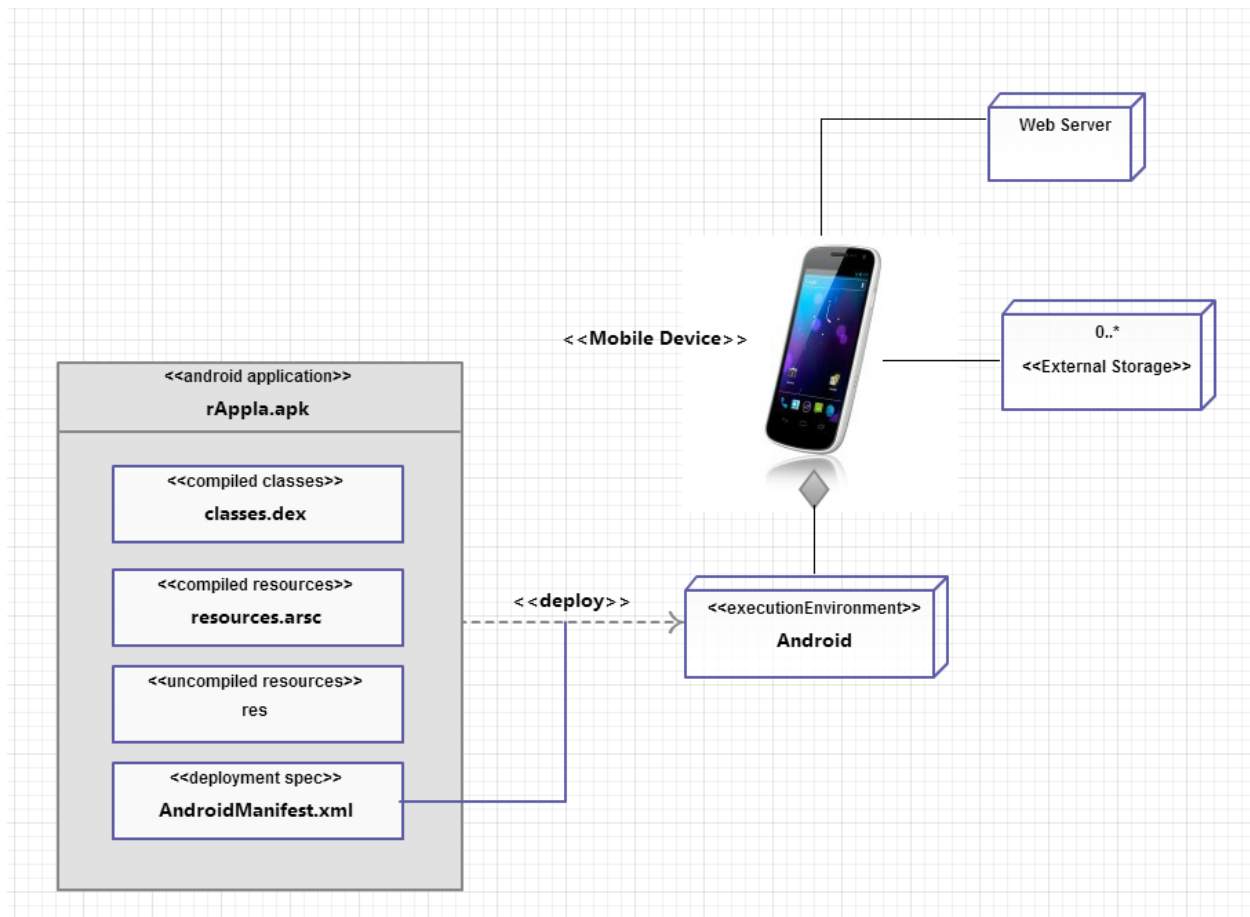 Web Server
<<Mobile Device>>
0..*
<<External Storage>>
<<android application>>
rAppla.apk
<<compiled classes>>
classes.dex
<<compiled resources>>
resources.arsc
<<uncompiled resources>>
res
<<deployment spec>>
AndroidManifest.xml
<<deploy>>
<<executionEnvironment>>
Android